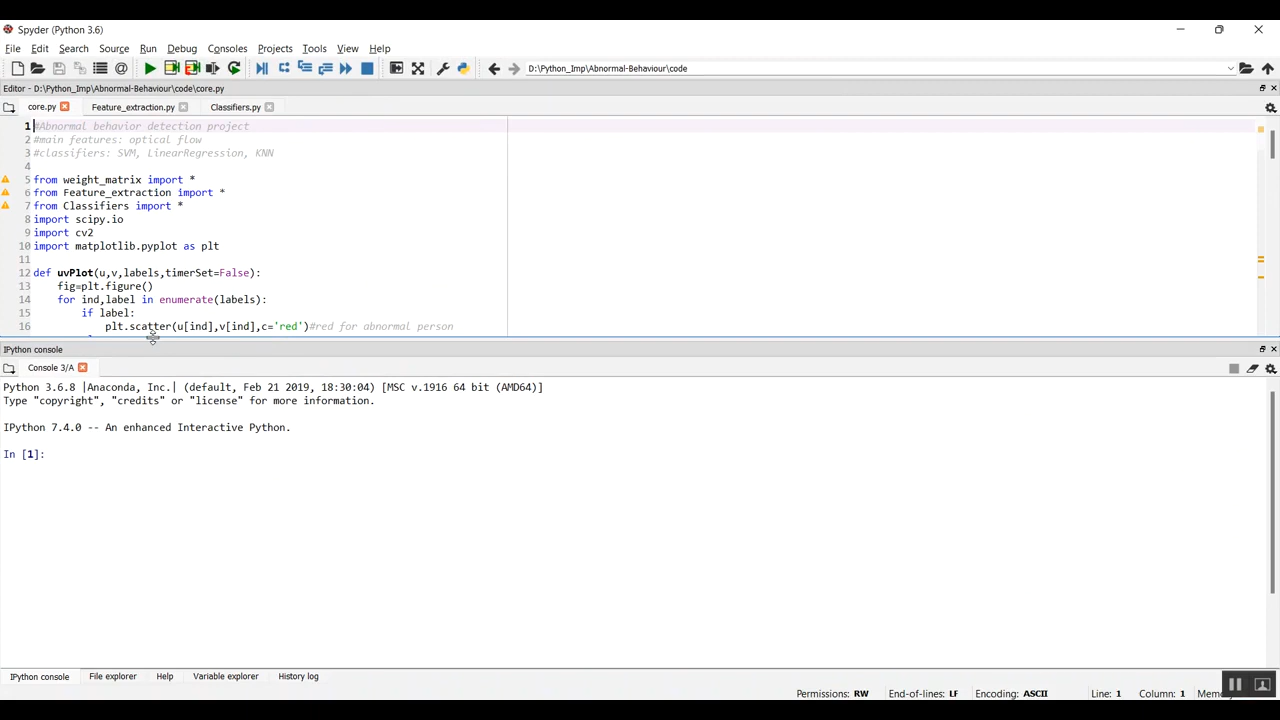 Spyder (Python 3.6)
File Edit Search Source Run Debug Consoles Projects Tools View Help
D:\Python_Imp\Abnormal-Behaviour\code
Editor - D:\Python_Imp\Abnormal-Behaviour\code\core.py
core.py Feature_extraction.py Classifiers.py
1 #Abnormal behavior detection project
2 #main features: optical flow
3 #classifiers: SVM, LinearRegression, KNN
4
5 from weight_matrix import *
6 from Feature_extraction import *
7 from Classifiers import *
8 import scipy.io
9 import cv2
10 import matplotlib.pyplot as plt
11
12 def uvPlot(u,v,labels,timerSet=False):
13 fig=plt.figure()
14 for ind,label in enumerate(labels):
15 if label:
16 plt.scatter(u[ind],v[ind],c='red')#red for abnormal person
IPython console
Console 3/A
Python 3.6.8 |Anaconda, Inc.| (default, Feb 21 2019, 18:30:04) [MSC v.1916 64 bit (AMD64)]
Type "copyright", "credits" or "license" for more information.
IPython 7.4.0 -- An enhanced Interactive Python.
In [1]:
IPython console File explorer Help Variable explorer History log
Permissions: RW End-of-lines: LF Encoding: ASCII Line: 1 Column: 1